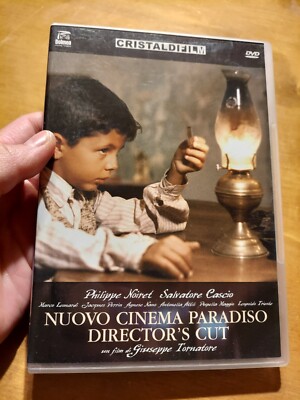 CRISTALDIFILM
DVD
Philippe Noiret Salvatore Cascio
Marco Leonardi Jacques Perrin Agnese Nano Antonella Attili Pupella Maggio Leopoldo Trieste
NUOVO CINEMA PARADISO
DIRECTOR'S CUT
un film di Giuseppe Tornatore